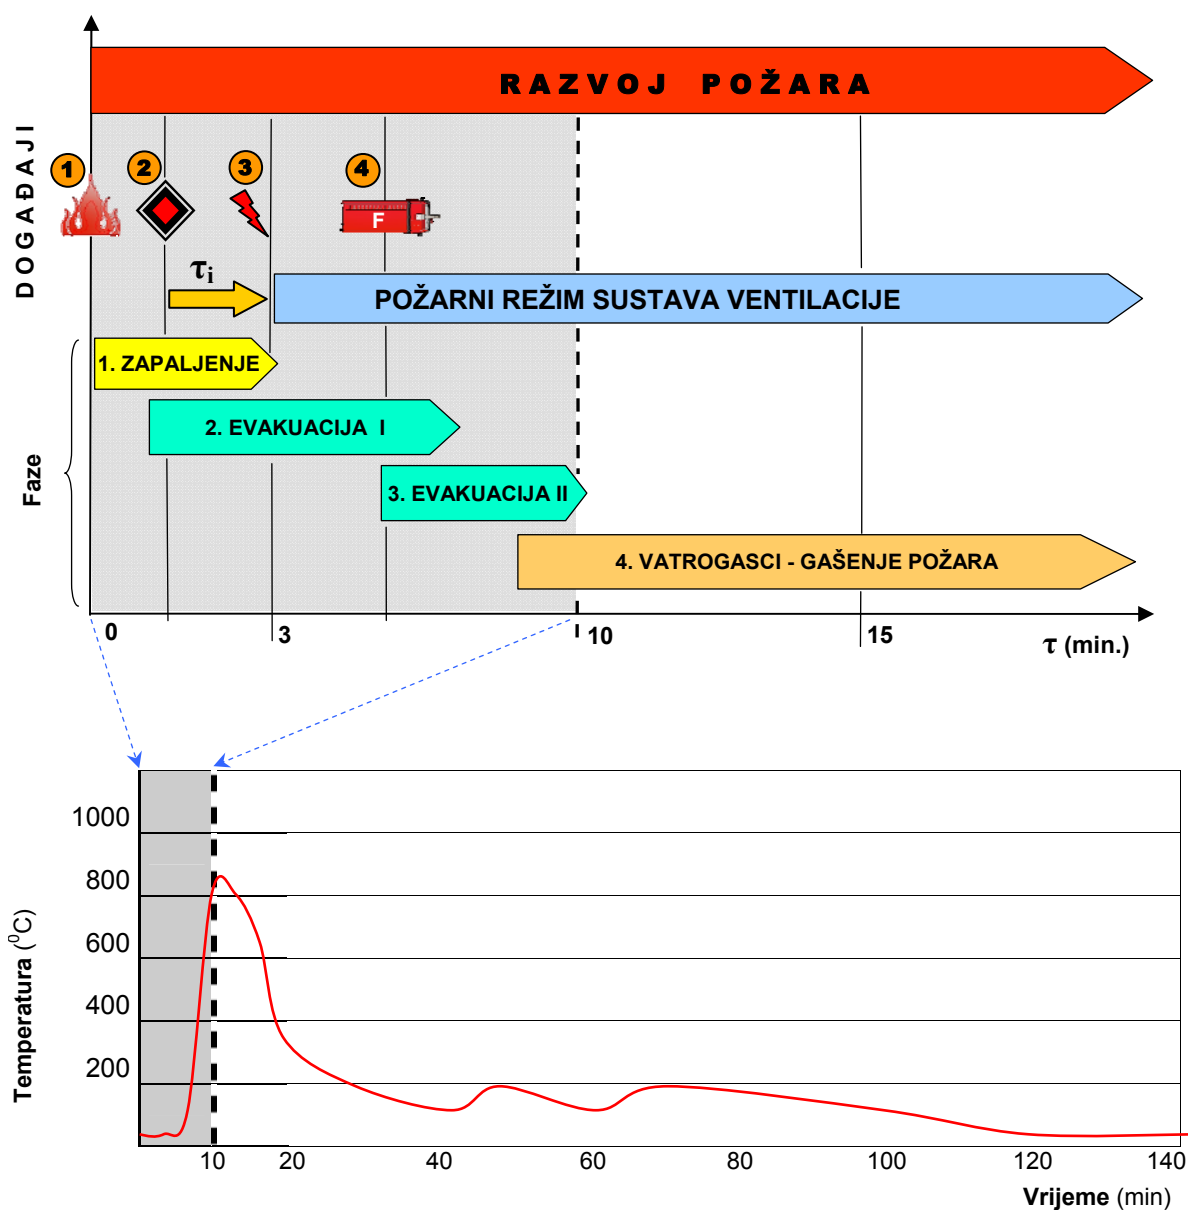 RAZVOJ POŽARA
DOGAĐAJI
1
2
3
4
F
τi
POŽARNI REŽIM SUSTAVA VENTILACIJE
1. ZAPALJENJE
2. EVAKUACIJA I
Faze
3. EVAKUACIJA II
4. VATROGASCI - GAŠENJE POŽARA
0 3 10 15
τ (min.)
1000
800
600
400
200
Temperatura (⁰C)
10 20 40 60 80 100 120 140
Vrijeme (min)